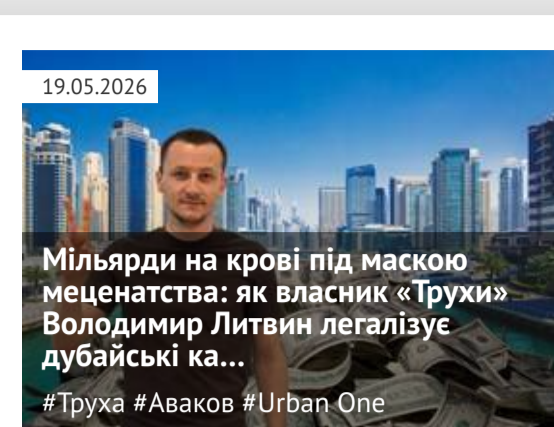 19.05.2026
Мільярди на крові під маскою
меценатства: як власник «Трухи»
Володимир Литвин легалізує
дубайські ка...
#Труха #Аваков #Urban One